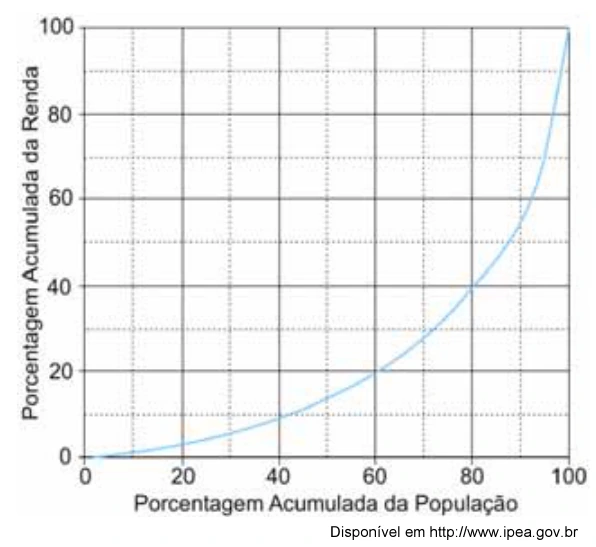 100
80
60
40
20
0
Porcentagem Acumulada da Renda
0 20 40 60 80 100
Porcentagem Acumulada da População
Disponível em http://www.ipea.gov.br